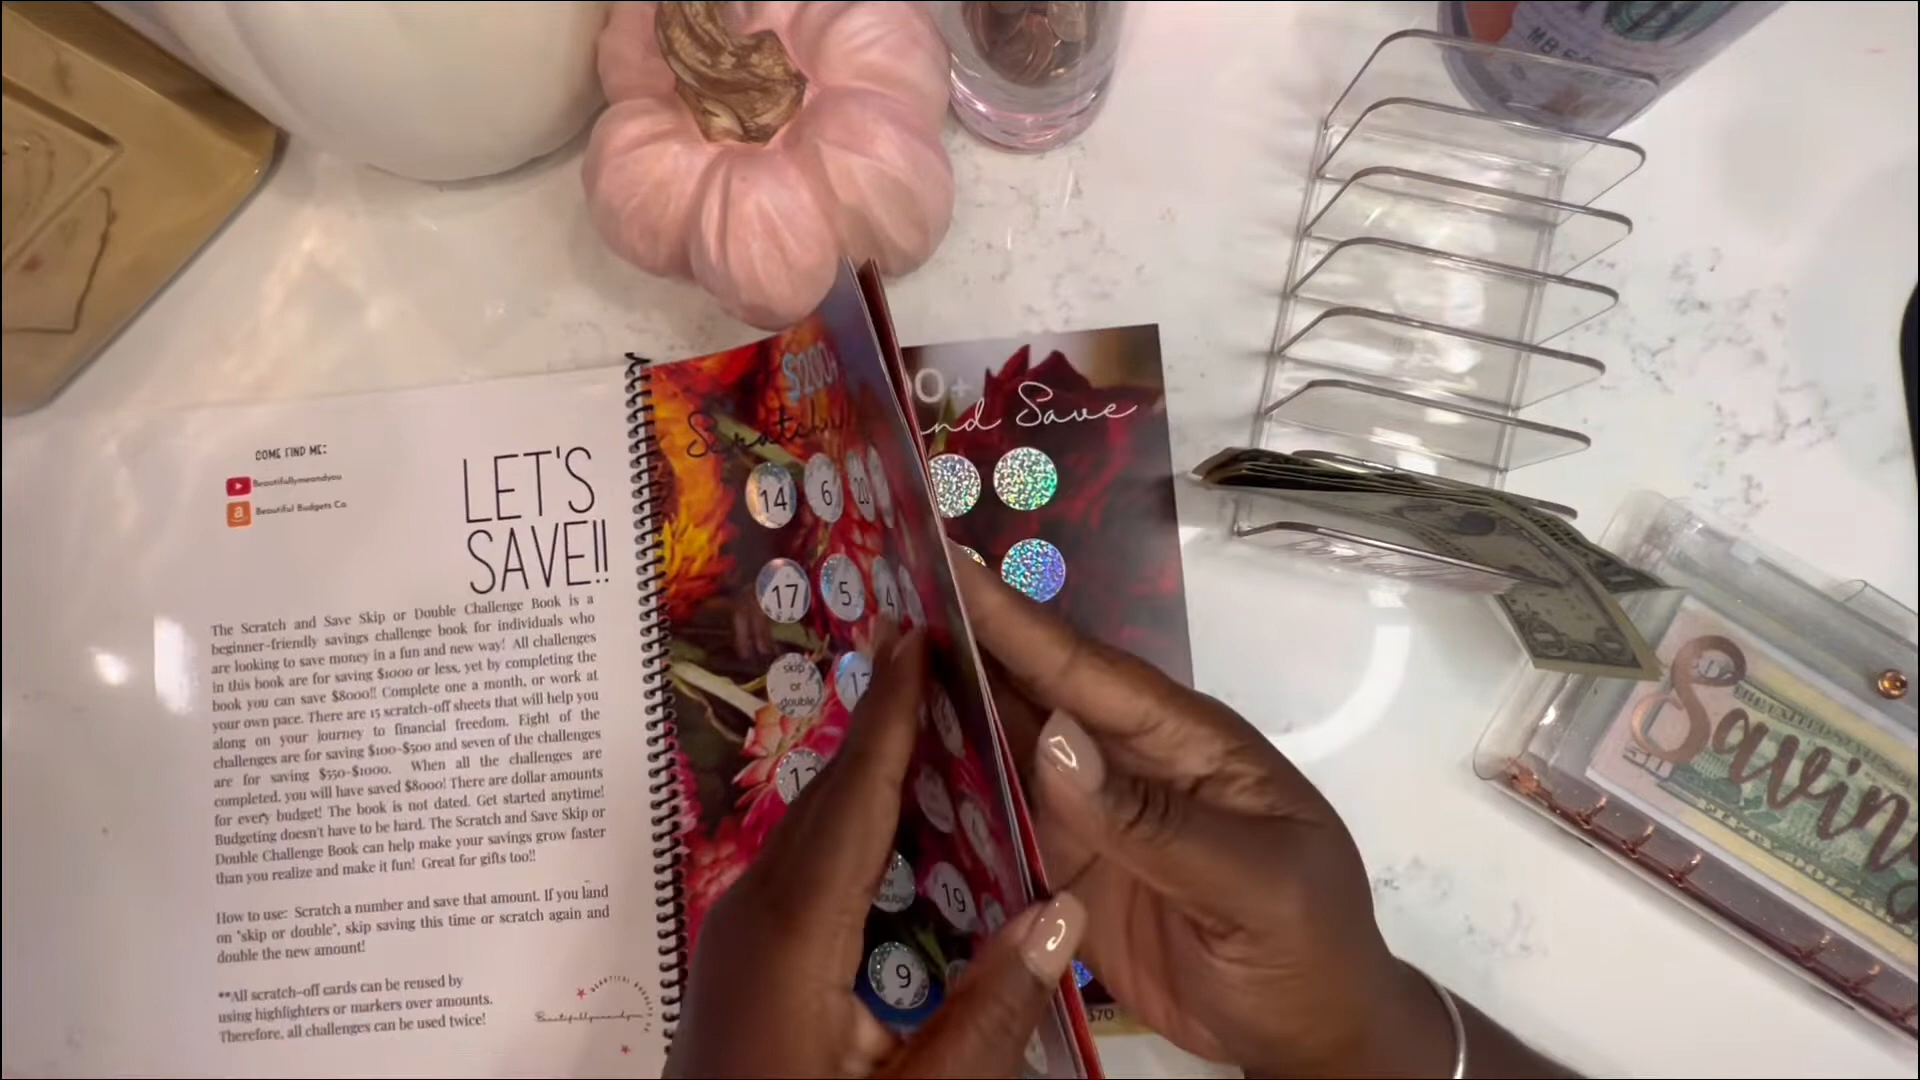 COME FIND ME:
Beautifullymeandyou
Beautiful Budgets Co
LET'S
SAVE!!
The Scratch and Save Skip or Double Challenge Book is a
beginner-friendly savings challenge book for individuals who
are looking to save money in a fun and new way! All challenges
in this book are for saving $1000 or less, yet by completing the
book you can save $8000!! Complete one a month, or work at
your own pace. There are 15 scratch-off sheets that will help you
along on your journey to financial freedom. Eight of the
challenges are for saving $100-$500 and seven of the challenges
are for saving $550-$1000. When all the challenges are
completed, you will have saved $8000! There are dollar amounts
for every budget! The book is not dated. Get started anytime!
Budgeting doesn't have to be hard. The Scratch and Save Skip or
Double Challenge Book can help make your savings grow faster
than you realize and make it fun! Great for gifts too!!
How to use: Scratch a number and save that amount. If you land
on "skip or double", skip saving this time or scratch again and
double the new amount!
**All scratch-off cards can be reused by
using highlighters or markers over amounts.
Therefore, all challenges can be used twice!
Beautifullymeandyou
$200+
14 6 20
17 5 4
skip
or
double
19
9
0+
and Save
$70
Saving